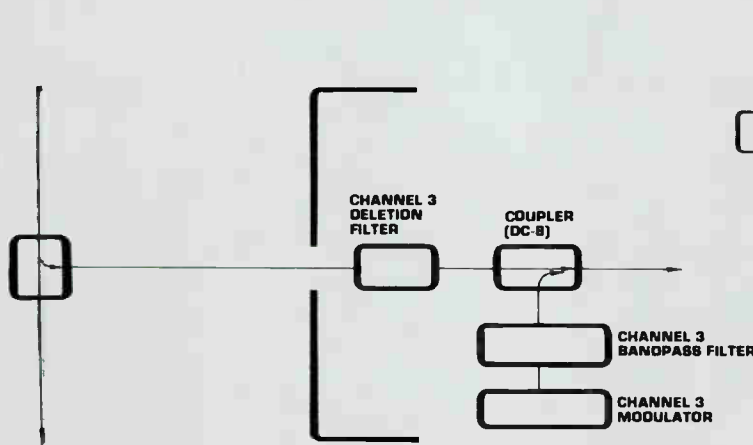 CHANNEL 3
DELETION
FILTER
COUPLER
(DC-8)
CHANNEL 3
BANDPASS FILTER
CHANNEL 3
MODULATOR